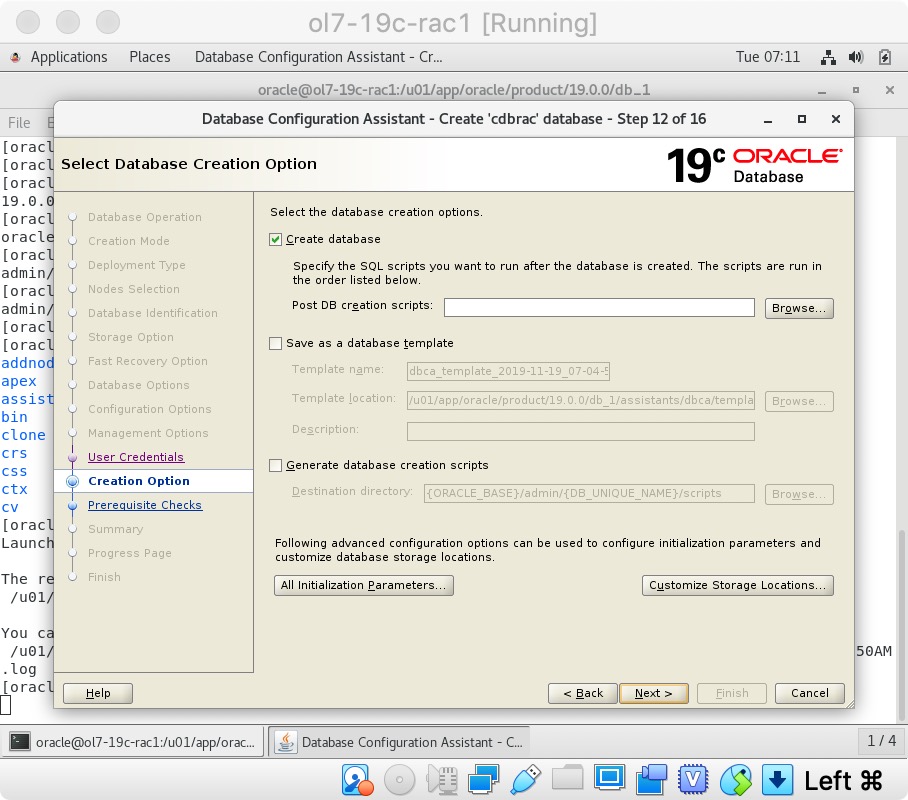 ol7-19c-rac1 [Running]
Applications Places Database Configuration Assistant - Cr... Tue 07:11
oracle@ol7-19c-rac1:/u01/app/oracle/product/19.0.0/db_1
File E
Database Configuration Assistant - Create 'cdbrac' database - Step 12 of 16
Select Database Creation Option
19c ORACLE
Database
[oracl
[oracl
[oracl
19.0.0
[oracl
oracle
[oracl
admin/
[oracl
admin/
[oracl
[oracl
addnod
apex
assist
bin
clone
crs
css
ctx
cv
[oracl
Launch
The re
/u01/
You ca
/u01/
50AM
.log
[oracl
Database Operation
Creation Mode
Deployment Type
Nodes Selection
Database Identification
Storage Option
Fast Recovery Option
Database Options
Configuration Options
Management Options
User Credentials
Creation Option
Prerequisite Checks
Summary
Progress Page
Finish
Select the database creation options.
Create database
Specify the SQL scripts you want to run after the database is created. The scripts are run in
the order listed below.
Post DB creation scripts: Browse...
Save as a database template
Template name: dbca_template_2019-11-19_07-04-5
Template location: /u01/app/oracle/product/19.0.0/db_1/assistants/dbca/templa Browse...
Description:
Generate database creation scripts
Destination directory: {ORACLE_BASE}/admin/{DB_UNIQUE_NAME}/scripts Browse...
Following advanced configuration options can be used to configure initialization parameters and
customize database storage locations.
All Initialization Parameters... Customize Storage Locations...
Help < Back Next > Finish Cancel
oracle@ol7-19c-rac1:/u01/app/orac... Database Configuration Assistant - C... 1 / 4
Left ⌘